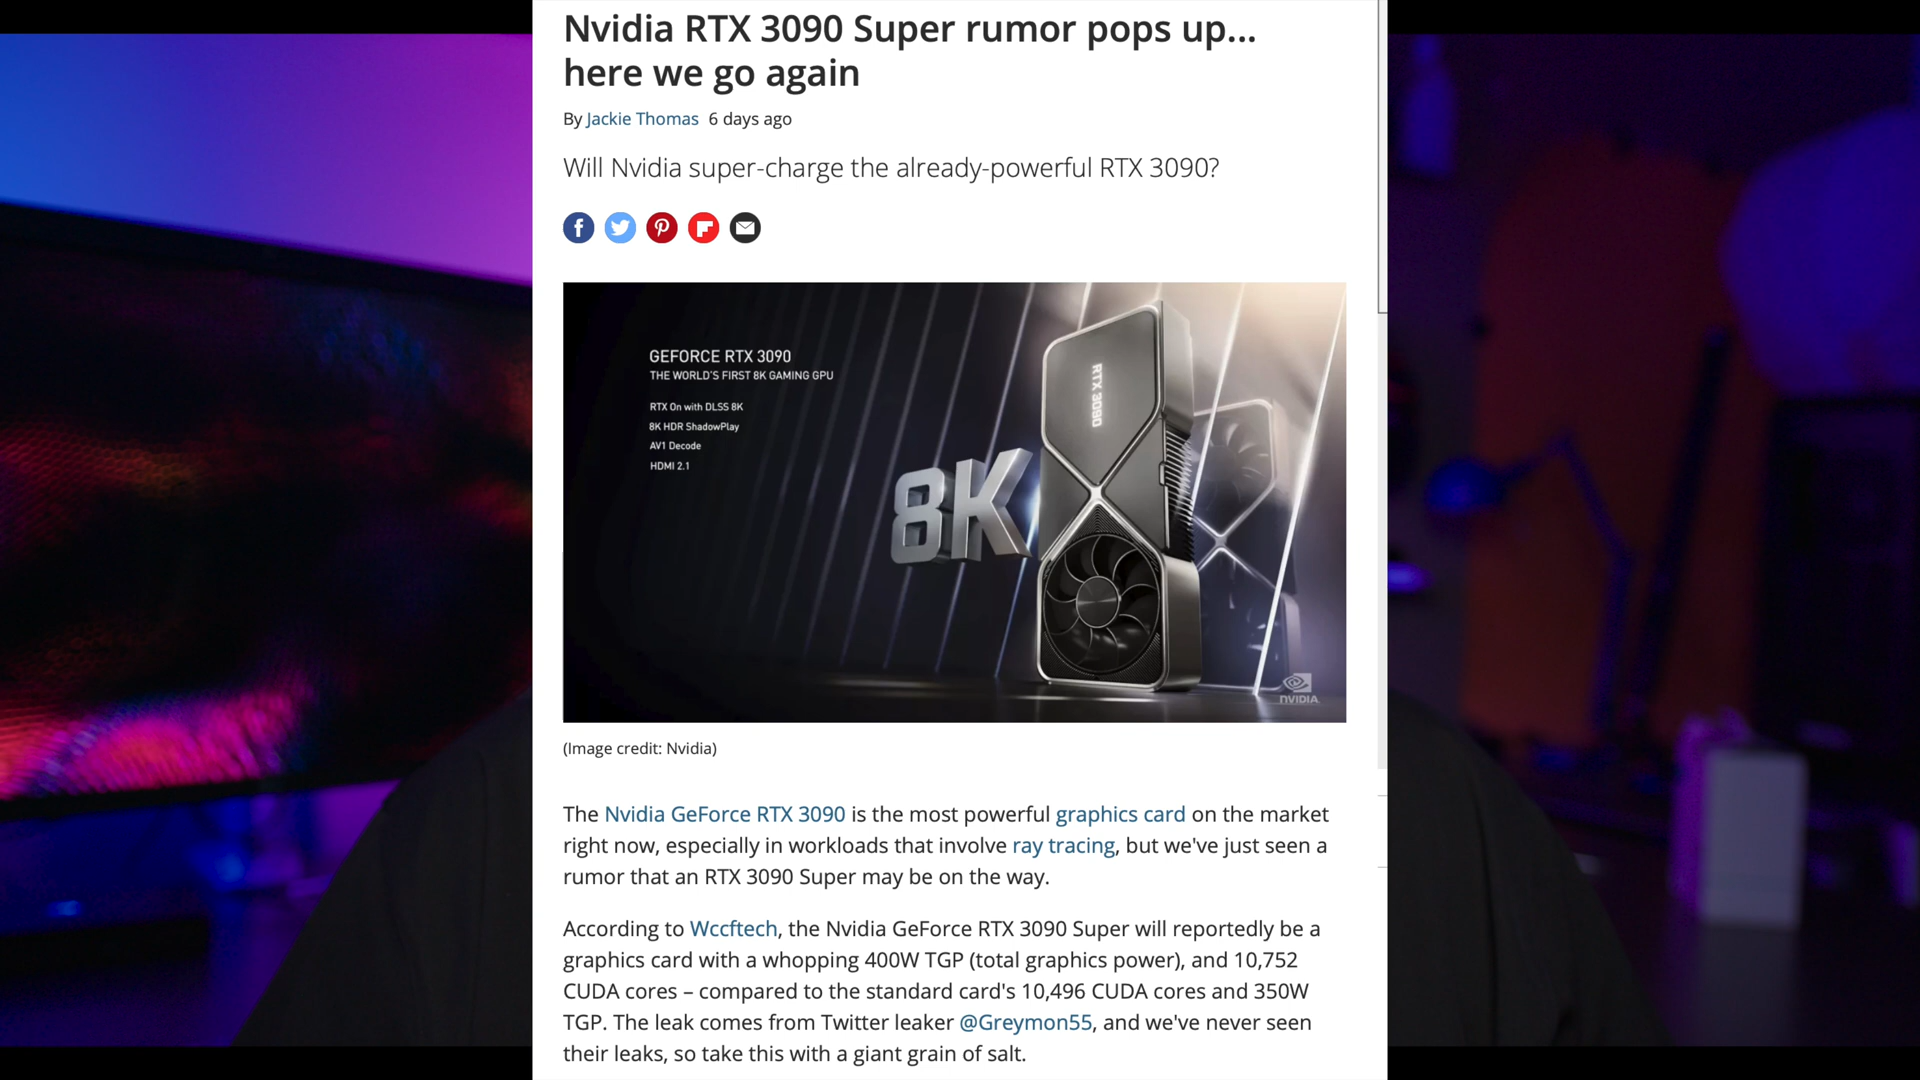 Nvidia RTX 3090 Super rumor pops up...
here we go again
By Jackie Thomas 6 days ago
Will Nvidia super-charge the already-powerful RTX 3090?
GEFORCE RTX 3090
THE WORLD'S FIRST 8K GAMING GPU
RTX On with DLSS 8K
8K HDR ShadowPlay
AV1 Decode
HDMI 2.1
8K
RTX 3090
NVIDIA
(Image credit: Nvidia)
The Nvidia GeForce RTX 3090 is the most powerful graphics card on the market
right now, especially in workloads that involve ray tracing, but we've just seen a
rumor that an RTX 3090 Super may be on the way.
According to Wccftech, the Nvidia GeForce RTX 3090 Super will reportedly be a
graphics card with a whopping 400W TGP (total graphics power), and 10,752
CUDA cores – compared to the standard card's 10,496 CUDA cores and 350W
TGP. The leak comes from Twitter leaker @Greymon55, and we've never seen
their leaks, so take this with a giant grain of salt.